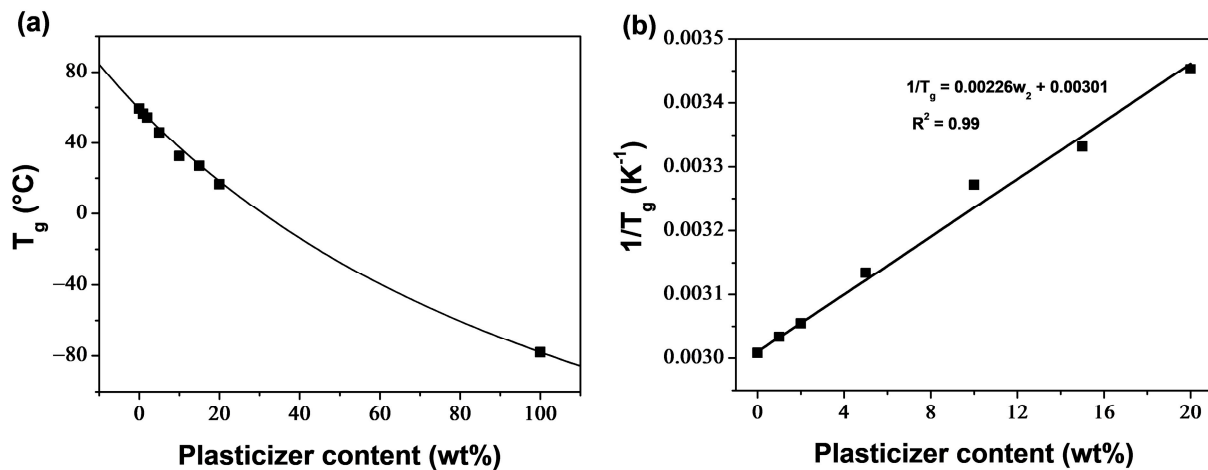 (a)
80
40
0
−40
−80
T_g (°C)
0
20
40
60
80
100
Plasticizer content (wt%)
(b)
0.0035
0.0034
0.0033
0.0032
0.0031
0.0030
1/T_g (K⁻¹)
1/T_g = 0.00226w₂ + 0.00301
R² = 0.99
0
4
8
12
16
20
Plasticizer content (wt%)